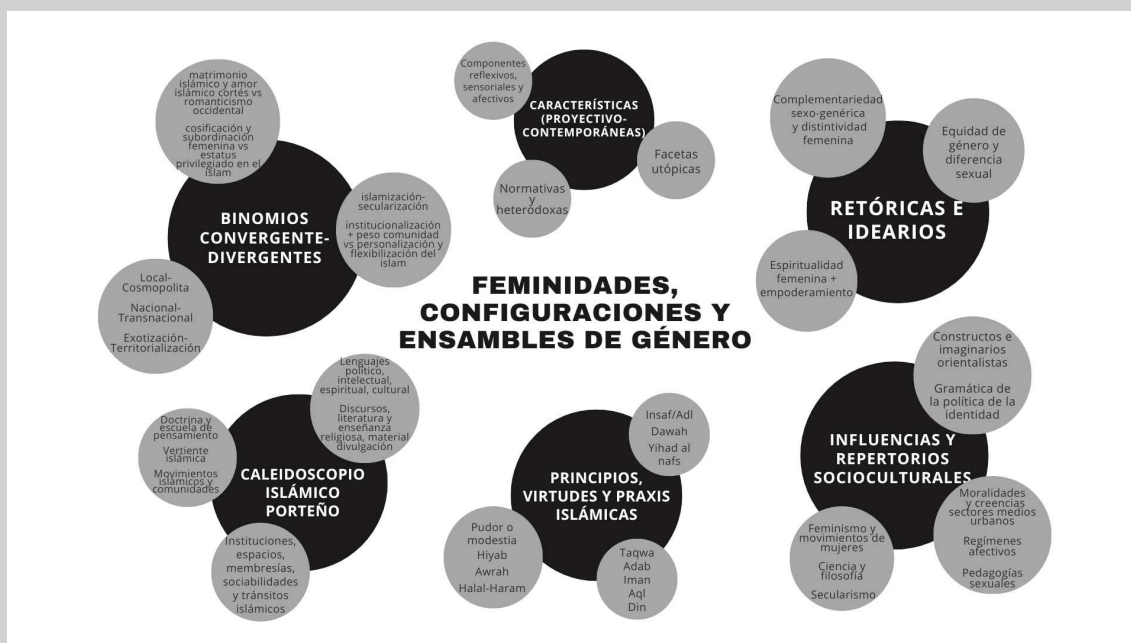 matrimonio
islámico y amor
islámico cortés vs
romanticismo
occidental
cosificación y
subordinación
femenina vs
estatus
privilegiado en el
islam
BINOMIOS
CONVERGENTE-
DIVERGENTES
islamización-
secularización
institucionalización
+ peso comunidad
vs personalización y
flexibilización del
islam
Local-
Cosmopolita
Nacional-
Transnacional
Exotización-
Territorialización
Componentes
reflexivos,
sensoriales y
afectivos
CARACTERÍSTICAS
(PROYECTIVO-
CONTEMPORÁNEAS)
Facetas
utópicas
Normativas
y
heteródoxas
Complementariedad
sexo-genérica
y distintividad
femenina
Equidad de
género y
diferencia
sexual
RETÓRICAS E
IDEARIOS
Espiritualidad
femenina +
empoderamiento
FEMINIDADES,
CONFIGURACIONES Y
ENSAMBLES DE GÉNERO
Lenguajes
político,
intelectual,
espiritual, cultural
Discursos,
literatura y
enseñanza
religiosa, material
divulgación
Doctrina y
escuela de
pensamiento
Vertiente
islámica
Movimientos
islámicos y
comunidades
CALEIDOSCOPIO
ISLÁMICO
PORTEÑO
Instituciones,
espacios,
membresías,
sociabilidades
y tránsitos
islámicos
Insaf/Adl
Dawah
Yihad al
nafs
PRINCIPIOS,
VIRTUDES Y PRAXIS
ISLÁMICAS
Pudor o
modestia
Hiyab
Awrah
Halal-Haram
Taqwa
Adab
Iman
Aql
Din
Constructos e
imaginarios
orientalistas
Gramática de
la política de la
identidad
INFLUENCIAS Y
REPERTORIOS
SOCIOCULTURALES
Moralidades
y creencias
sectores medios
urbanos
Regímenes
afectivos
Pedagogías
sexuales
Feminismo y
movimientos de
mujeres
Ciencia y
filosofía
Secularismo